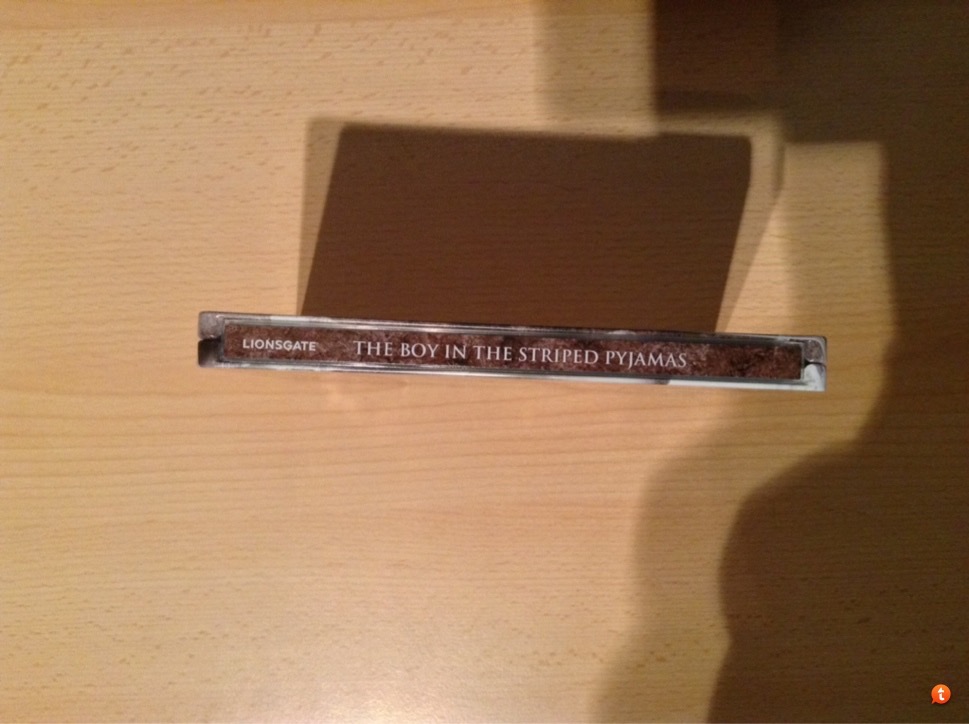 LIONSGATE THE BOY IN THE STRIPED PYJAMAS
t